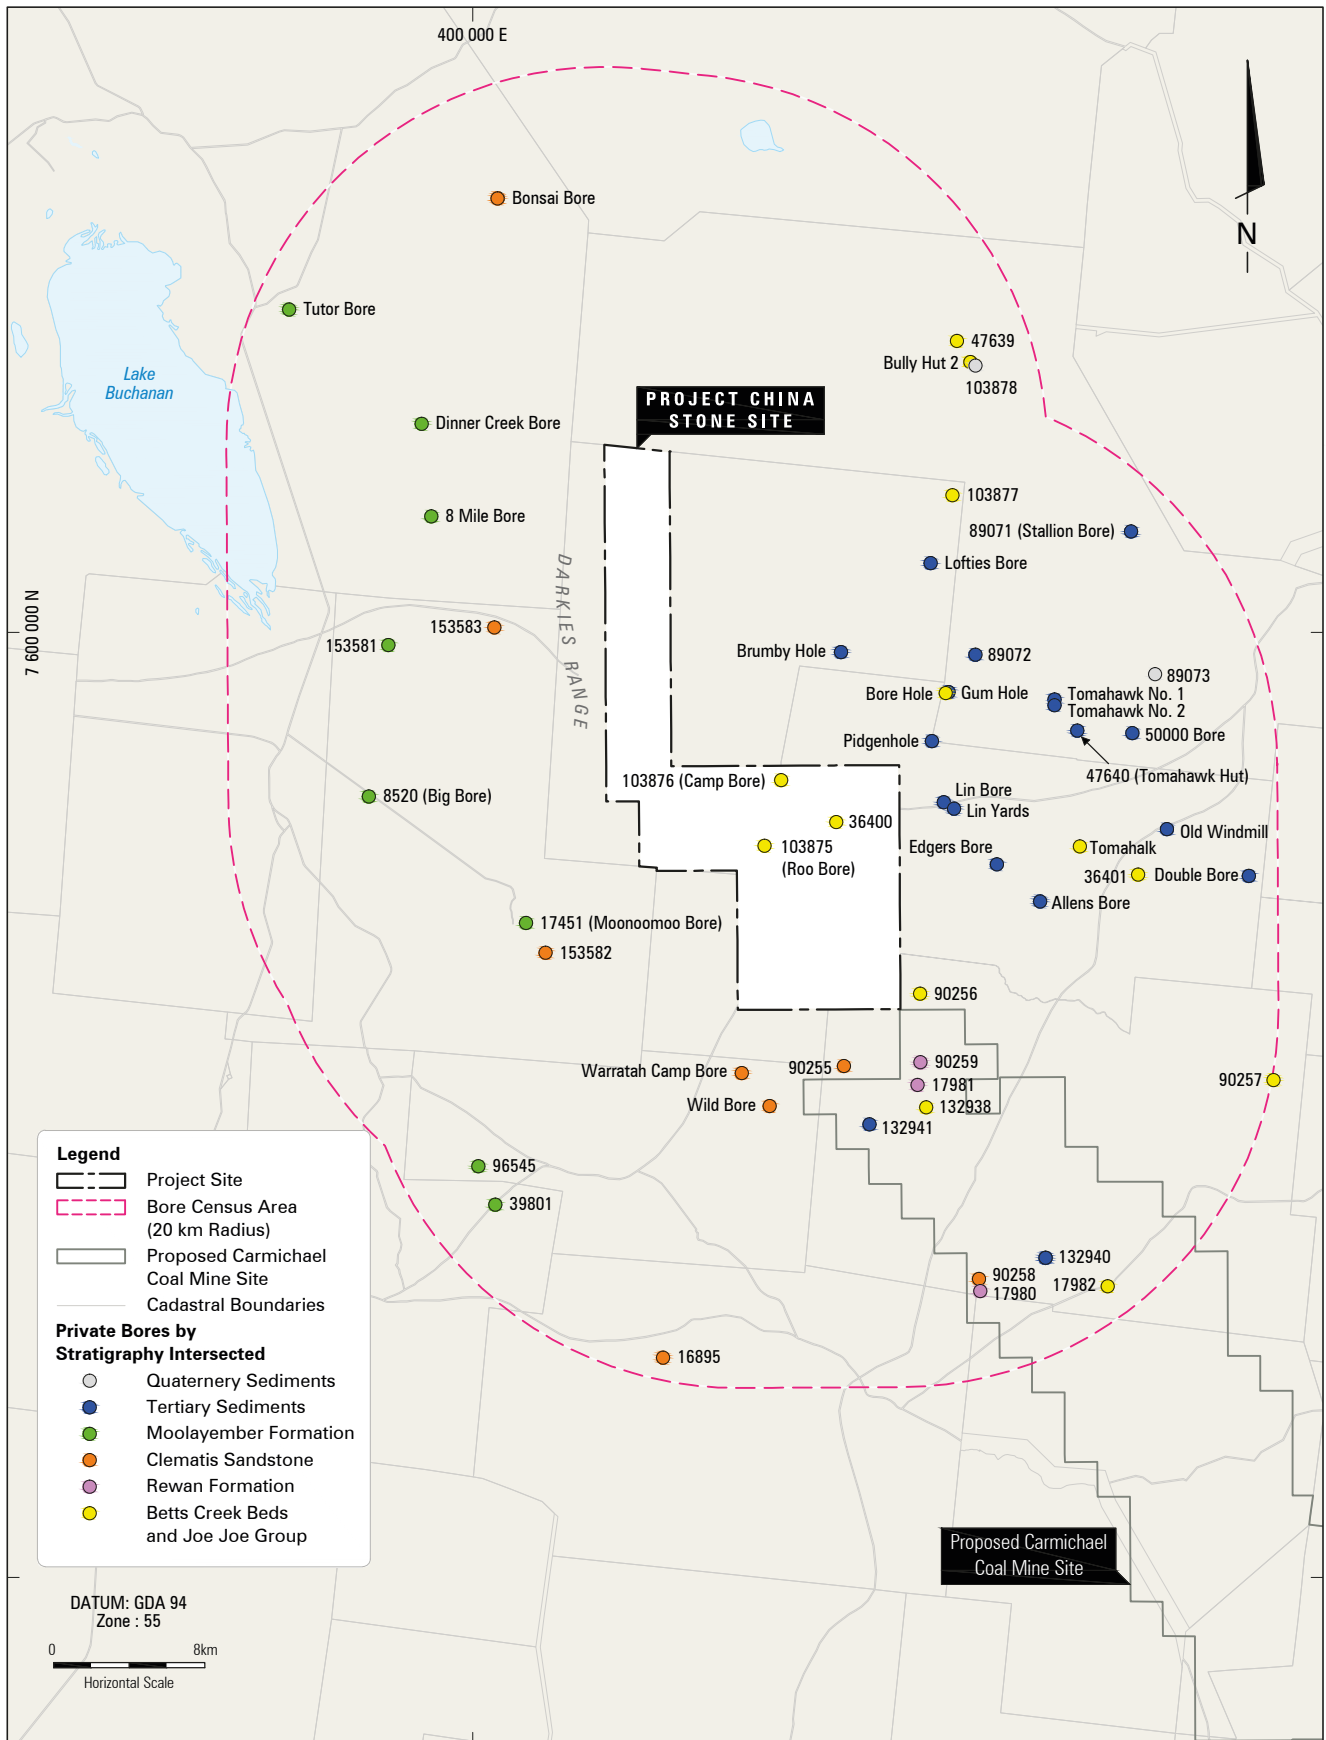 400 000 E
N
Bonsai Bore
Tutor Bore
Lake
Buchanan
47639
Bully Hut 2
103878
PROJECT CHINA
STONE SITE
Dinner Creek Bore
103877
8 Mile Bore
89071 (Stallion Bore)
Lofties Bore
DARKIES RANGE
7 600 000 N
153583
153581
Brumby Hole
89072
89073
Bore Hole
Gum Hole
Tomahawk No. 1
Tomahawk No. 2
Pidgenhole
50000 Bore
47640 (Tomahawk Hut)
103876 (Camp Bore)
8520 (Big Bore)
Lin Bore
Lin Yards
36400
Old Windmill
103875
(Roo Bore)
Edgers Bore
Tomahalk
36401
Double Bore
Allens Bore
17451 (Moonoomoo Bore)
153582
90256
Warratah Camp Bore
90255
90259
90257
17981
Wild Bore
132938
132941
96545
39801
132940
90258
17980
17982
16895
Legend
Project Site
Bore Census Area
(20 km Radius)
Proposed Carmichael
Coal Mine Site
Cadastral Boundaries
Private Bores by
Stratigraphy Intersected
Quaternery Sediments
Tertiary Sediments
Moolayember Formation
Clematis Sandstone
Rewan Formation
Betts Creek Beds
and Joe Joe Group
Proposed Carmichael
Coal Mine Site
DATUM: GDA 94
Zone : 55
0 8km
Horizontal Scale